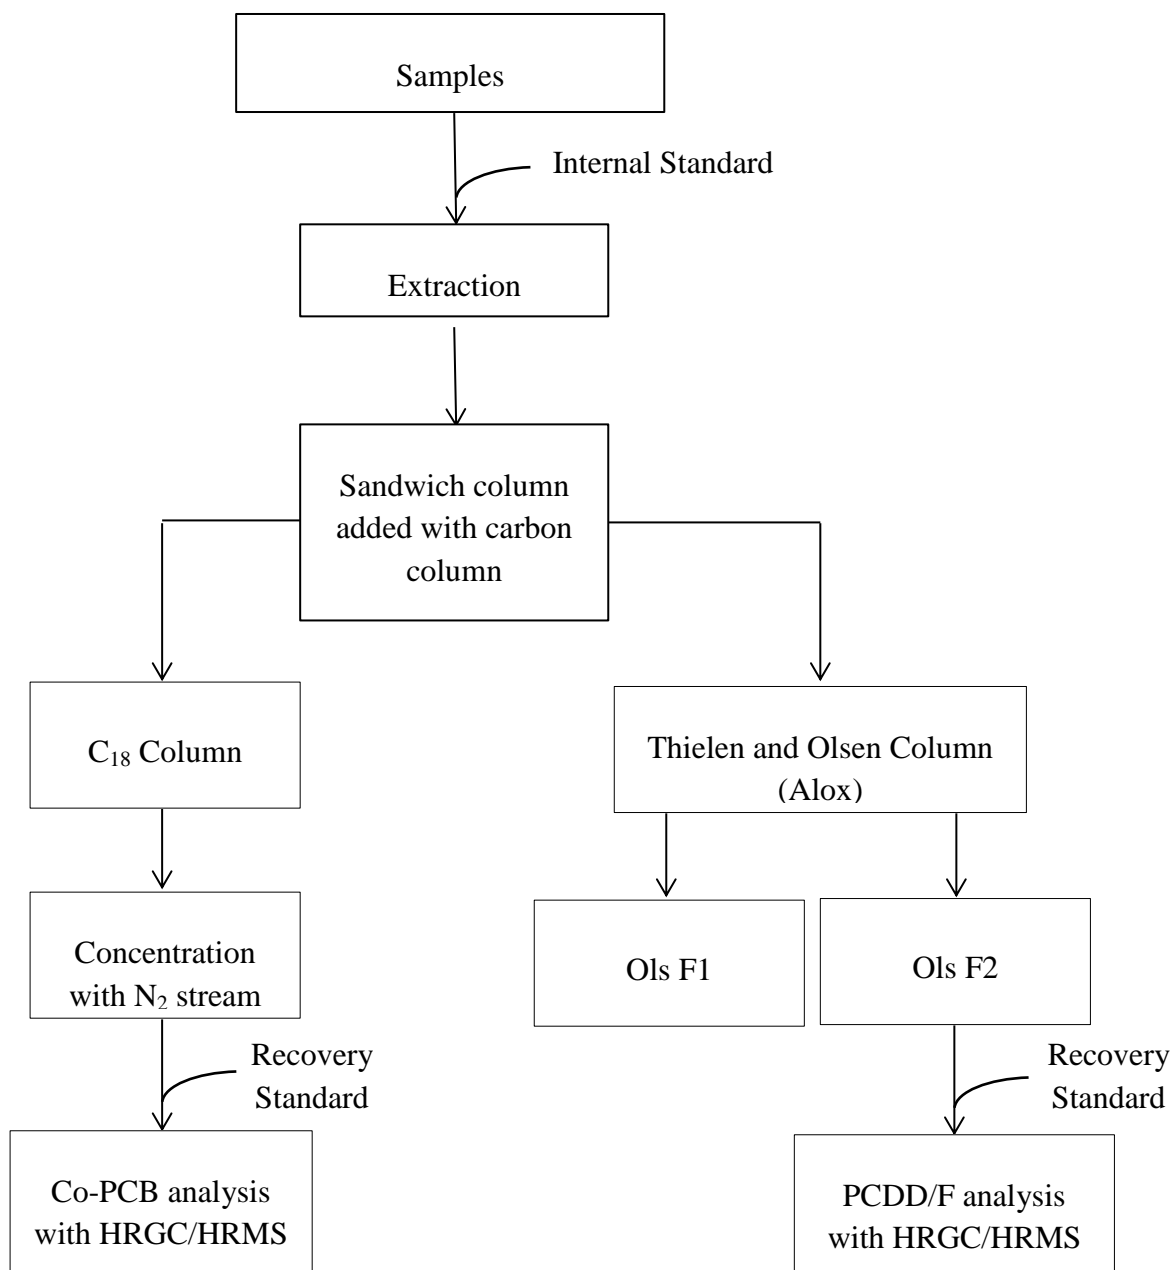 Samples
Internal Standard
Extraction
Sandwich column
added with carbon
column
C₁₈ Column
Thielen and Olsen Column
(Alox)
Concentration
with N₂ stream
Ols F1
Ols F2
Recovery
Standard
Recovery
Standard
Co-PCB analysis
with HRGC/HRMS
PCDD/F analysis
with HRGC/HRMS